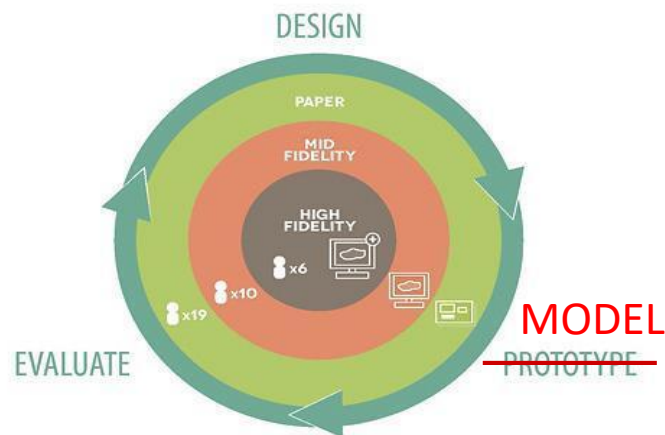 DESIGN
PAPER
MID
FIDELITY
HIGH
FIDELITY
x6
x10
x19
MODEL
EVALUATE
PROTOTYPE